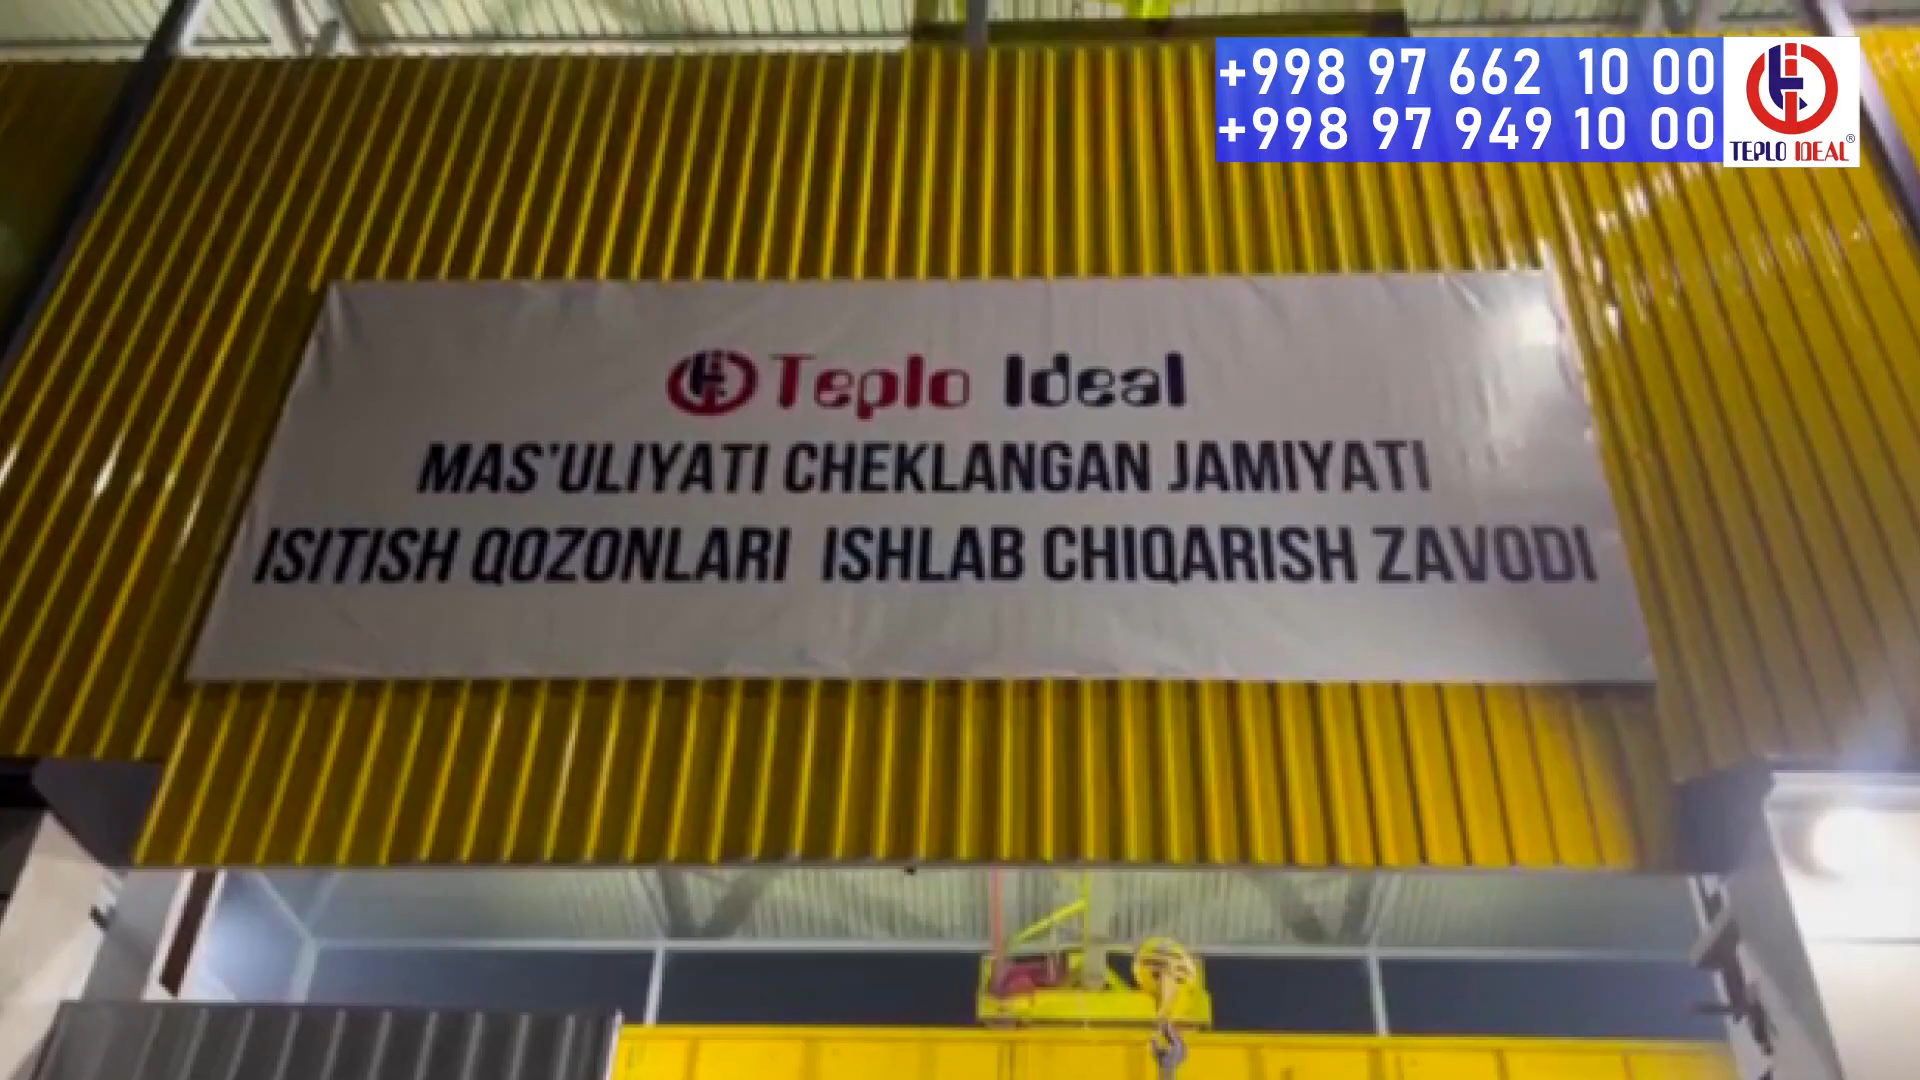 +998 97 662 10 00
+998 97 949 10 00
TEPLO IDEAL®
Teplo Ideal
MAS'ULIYATI CHEKLANGAN JAMIYATI
ISITISH QOZONLARI ISHLAB CHIQARISH ZAVODI